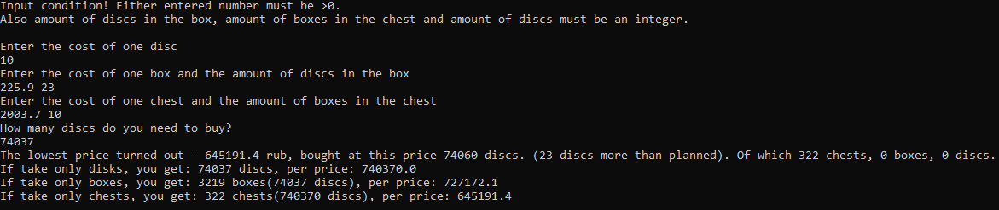 Input condition! Either entered number must be >0.
Also amount of discs in the box, amount of boxes in the chest and amount of discs must be an integer.
Enter the cost of one disc
10
Enter the cost of one box and the amount of discs in the box
225.9 23
Enter the cost of one chest and the amount of boxes in the chest
2003.7 10
How many discs do you need to buy?
74037
The lowest price turned out - 645191.4 rub, bought at this price 74060 discs. (23 discs more than planned). Of which 322 chests, 0 boxes, 0 discs.
If take only disks, you get: 74037 discs, per price: 740370.0
If take only boxes, you get: 3219 boxes(74037 discs), per price: 727172.1
If take only chests, you get: 322 chests(740370 discs), per price: 645191.4